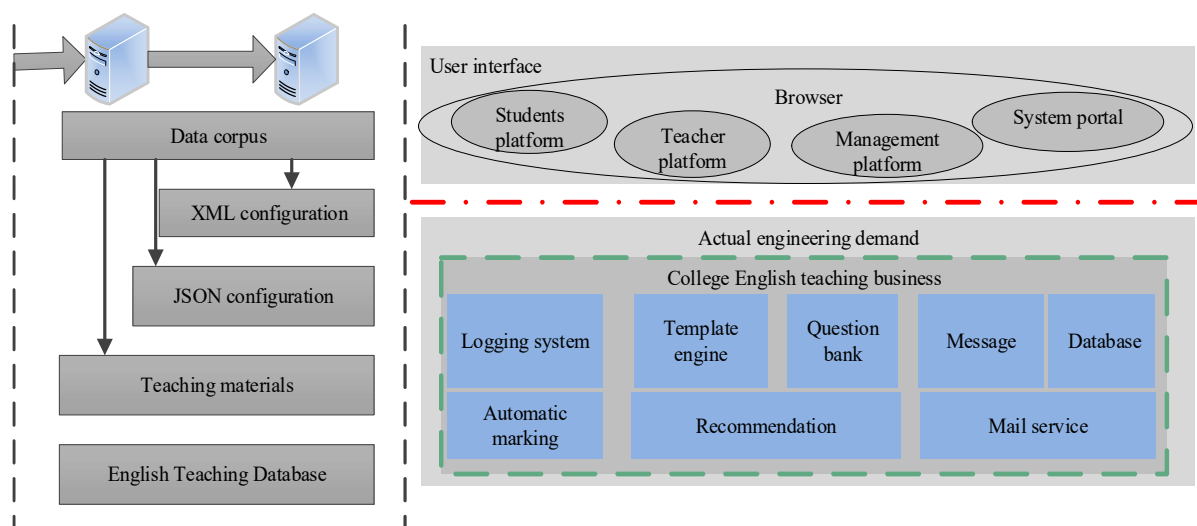 Data corpus
XML configuration
JSON configuration
Teaching materials
English Teaching Database
User interface
Browser
Students
platform
Teacher
platform
Management
platform
System portal
Actual engineering demand
College English teaching business
Logging system
Template
engine
Question
bank
Message
Database
Automatic
marking
Recommendation
Mail service